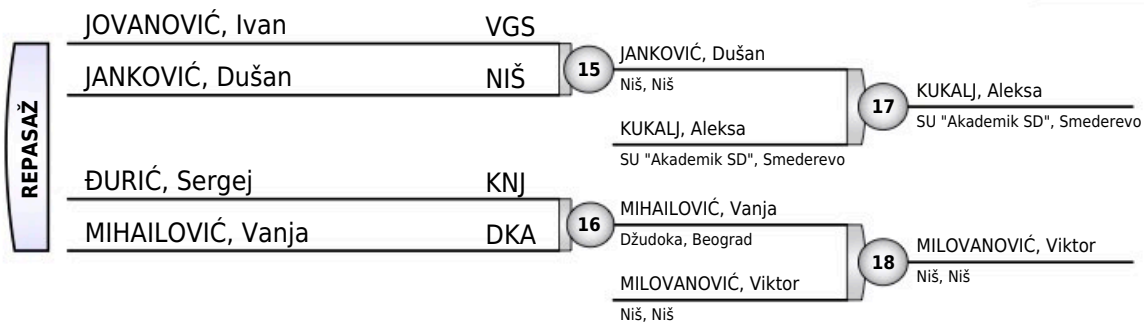 REPASAŽ
JOVANOVIĆ, Ivan VGS
JANKOVIĆ, Dušan NIŠ
15
JANKOVIĆ, Dušan
Niš, Niš
KUKALJ, Aleksa
SU "Akademik SD", Smederevo
17
KUKALJ, Aleksa
SU "Akademik SD", Smederevo
ĐURIĆ, Sergej KNJ
MIHAILOVIĆ, Vanja DKA
16
MIHAILOVIĆ, Vanja
Džudoka, Beograd
MILOVANOVIĆ, Viktor
Niš, Niš
18
MILOVANOVIĆ, Viktor
Niš, Niš